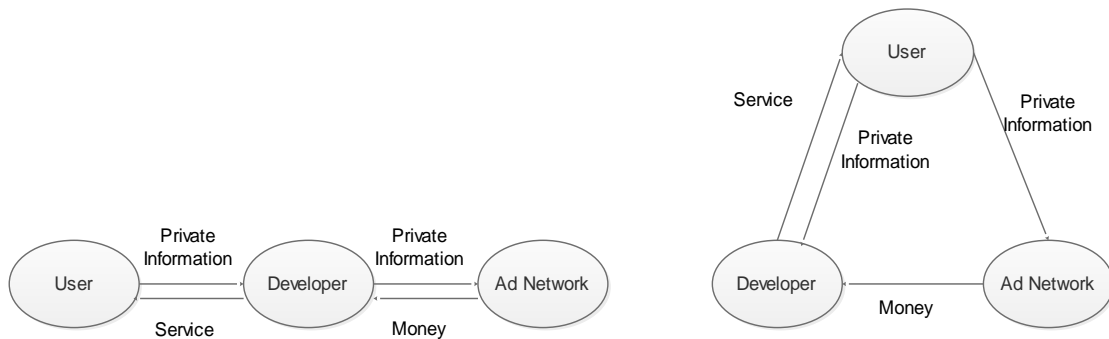 User
Private
Information
Service
Developer
Private
Information
Money
Ad Network
User
Service
Private
Information
Private
Information
Developer
Money
Ad Network